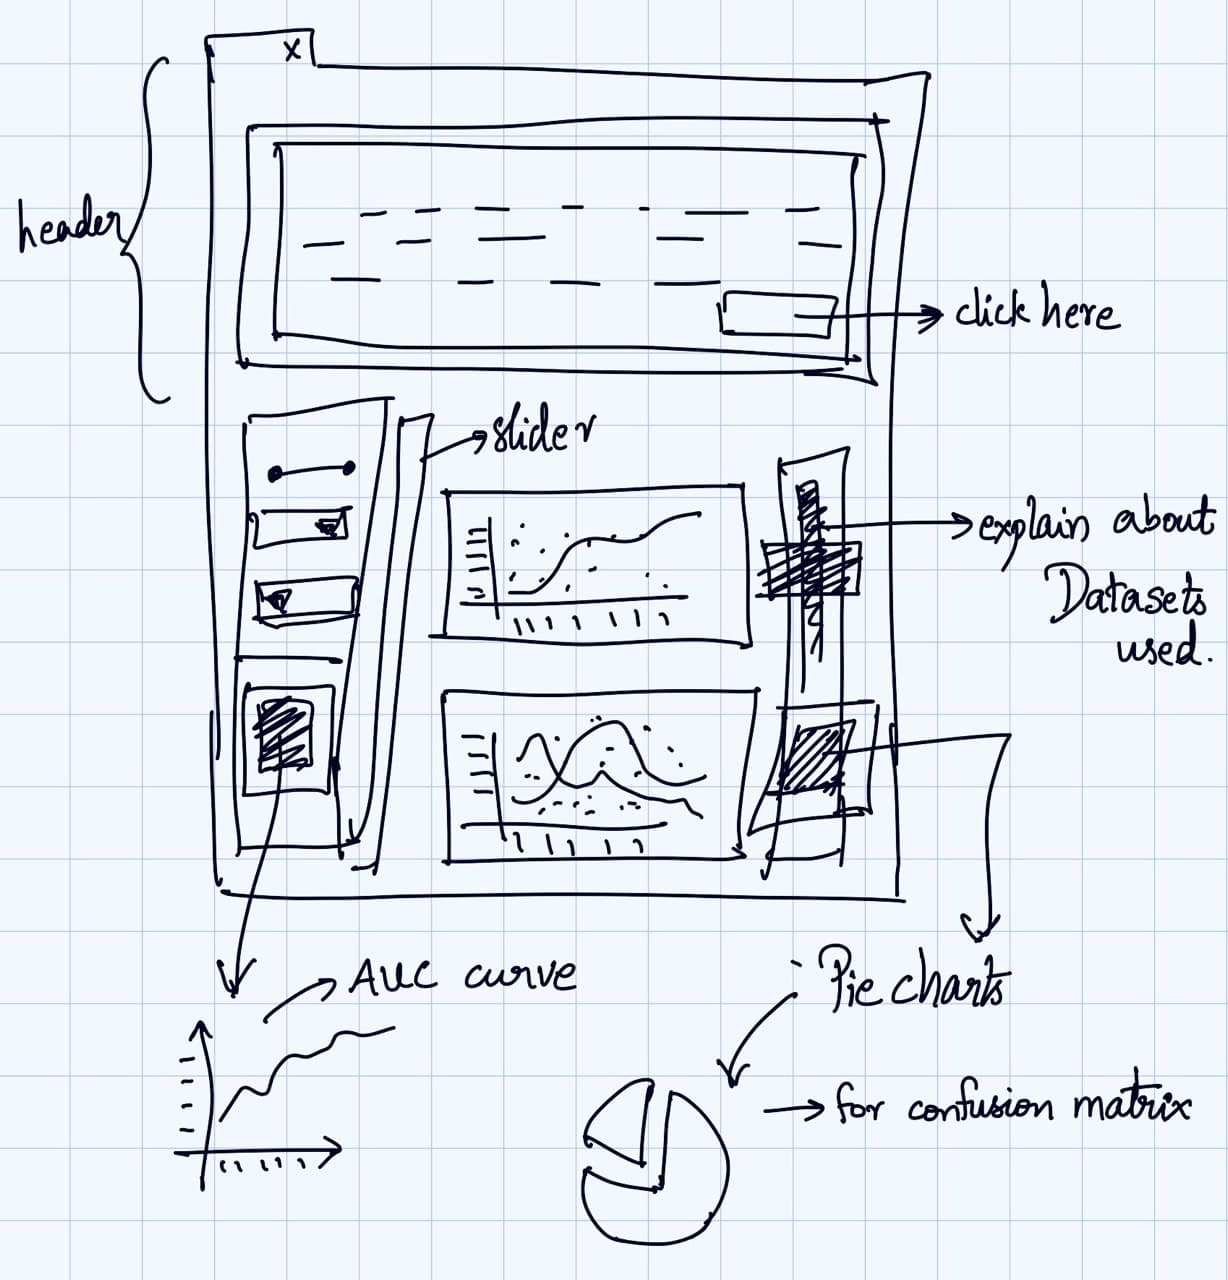 x
header
click here
slider
explain about
Datasets
used.
AUC curve
Pie charts
for confusion matrix